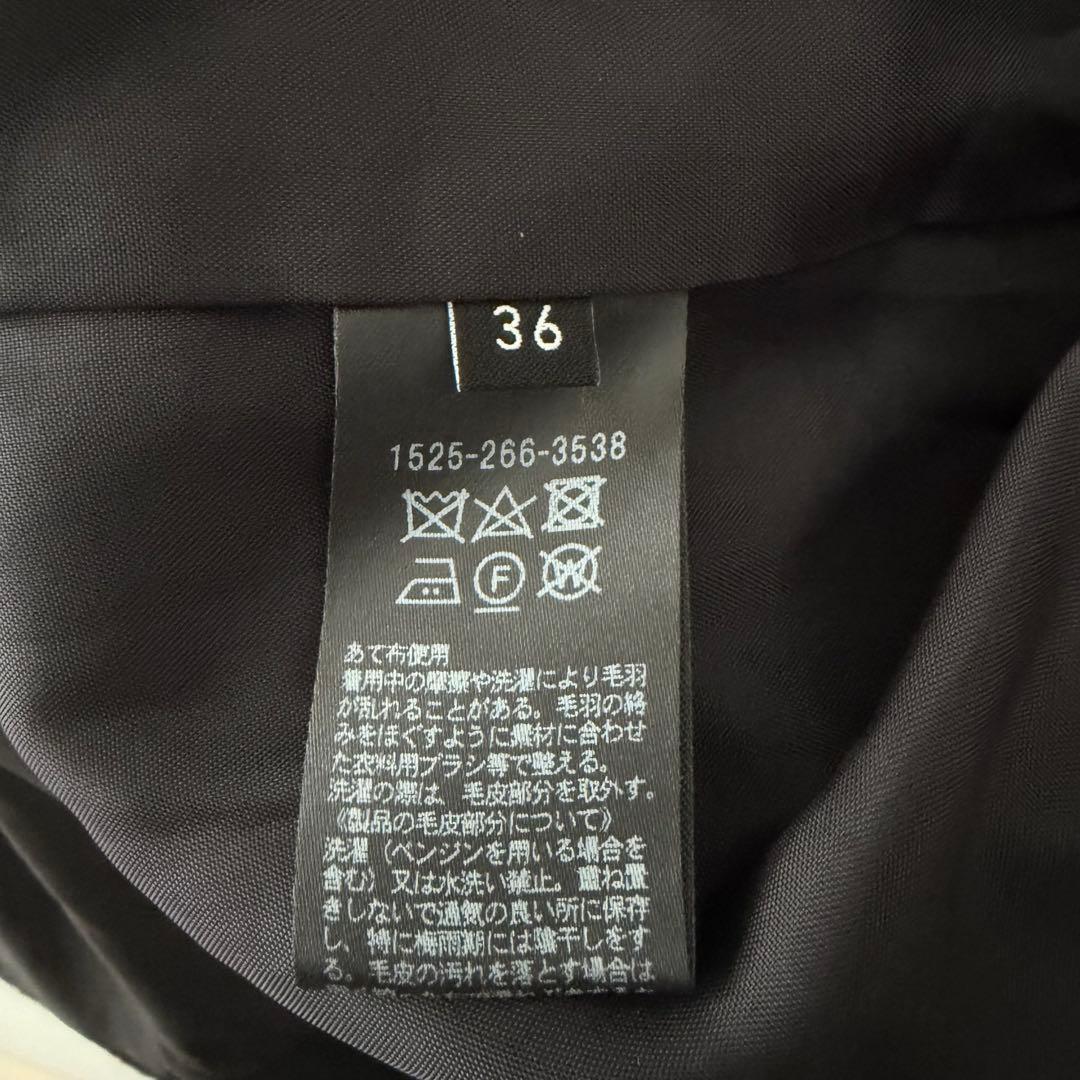 36
1525-266-3538
F
W
あて布使用
着用中の摩擦や洗濯により毛羽
が乱れることがある。毛羽の絡
みをほぐすように素材に合わせ
た衣料用ブラシ等で整える。
洗濯の際は、毛皮部分を取外す。
《製品の毛皮部分について》
洗濯（ベンジンを用いる場合を
含む）又は水洗い禁止。重ね置
きしないで通気の良い所に保存
し、特に梅雨期には陰干しをす
る。毛皮の汚れを落とす場合は